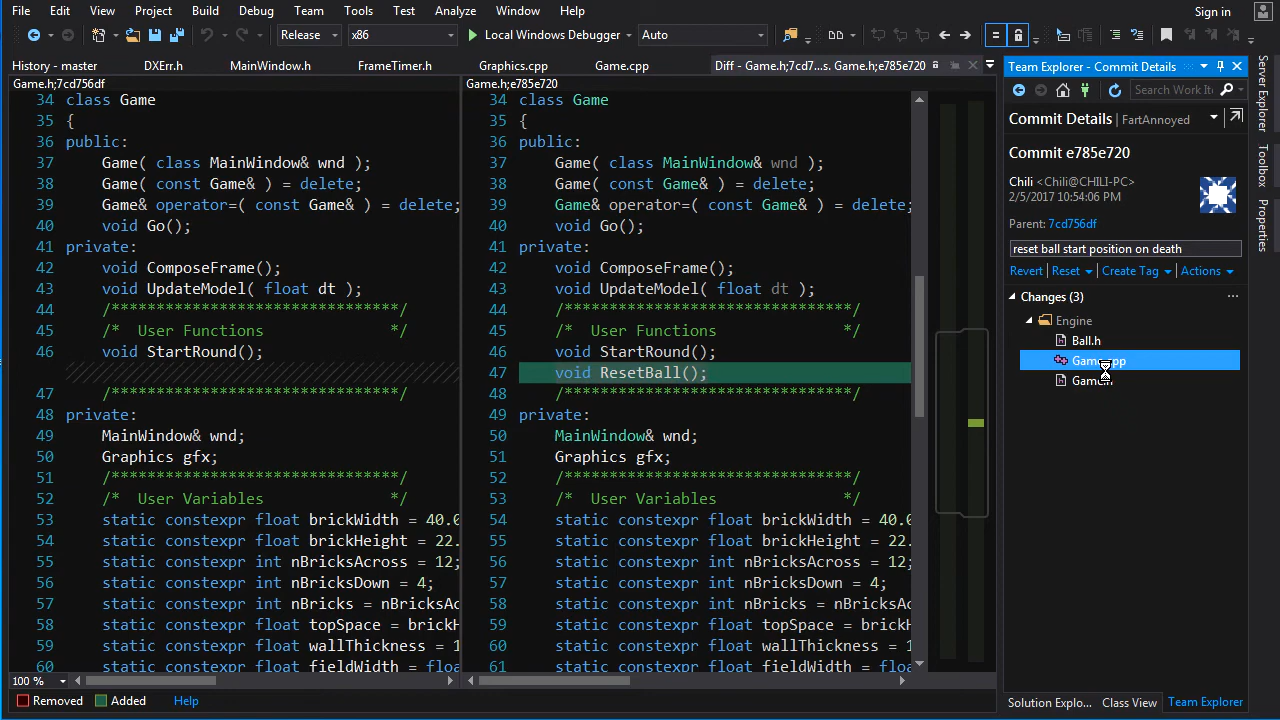 File Edit View Project Build Debug Team Tools Test Analyze Window Help Sign in
Release x86 Local Windows Debugger Auto
History - master DXErr.h MainWindow.h FrameTimer.h Graphics.cpp Game.cpp Diff - Game.h;7cd7...s. Game.h;e785e720
Game.h;7cd756df
34 class Game
35 {
36 public:
37 Game( class MainWindow& wnd );
38 Game( const Game& ) = delete;
39 Game& operator=( const Game& ) = delete;
40 void Go();
41 private:
42 void ComposeFrame();
43 void UpdateModel( float dt );
44 /********************************/
45 /* User Functions */
46 void StartRound();
47 /********************************/
48 private:
49 MainWindow& wnd;
50 Graphics gfx;
51 /********************************/
52 /* User Variables */
53 static constexpr float brickWidth = 40.0
54 static constexpr float brickHeight = 22.
55 static constexpr int nBricksAcross = 12;
56 static constexpr int nBricksDown = 4;
57 static constexpr int nBricks = nBricksAc
58 static constexpr float topSpace = brickH
59 static constexpr float wallThickness = 1
60 static constexpr float fieldWidth = floa
Game.h;e785e720
34 class Game
35 {
36 public:
37 Game( class MainWindow& wnd );
38 Game( const Game& ) = delete;
39 Game& operator=( const Game& ) = delete;
40 void Go();
41 private:
42 void ComposeFrame();
43 void UpdateModel( float dt );
44 /********************************/
45 /* User Functions */
46 void StartRound();
47 void ResetBall();
48 /********************************/
49 private:
50 MainWindow& wnd;
51 Graphics gfx;
52 /********************************/
53 /* User Variables */
54 static constexpr float brickWidth = 40.0
55 static constexpr float brickHeight = 22.
56 static constexpr int nBricksAcross = 12;
57 static constexpr int nBricksDown = 4;
58 static constexpr int nBricks = nBricksAc
59 static constexpr float topSpace = brickH
60 static constexpr float wallThickness = 1
61 static constexpr float fieldWidth = floa
100 %
Removed Added Help
Team Explorer - Commit Details
Search Work Ite
Commit Details | FartAnnoyed
Commit e785e720
Chili <Chili@CHILI-PC>
2/5/2017 10:54:06 PM
Parent: 7cd756df
reset ball start position on death
Revert Reset Create Tag Actions
Changes (3)
Engine
Ball.h
Game.cpp
Solution Explo... Class View Team Explorer
Server Explorer
Toolbox
Properties